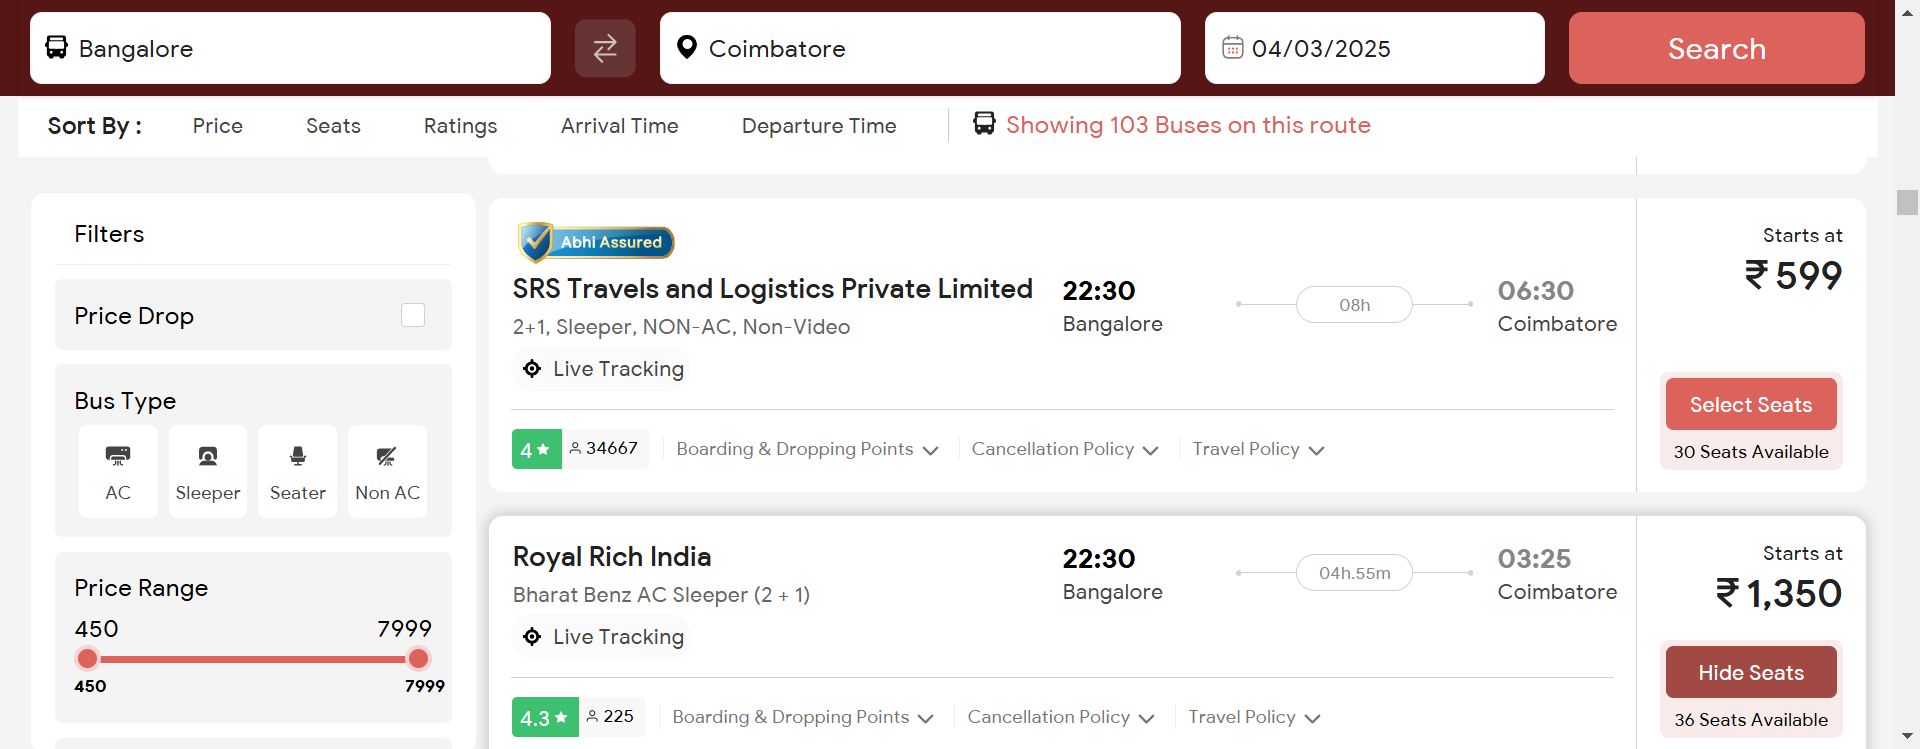 Bangalore
Coimbatore
04/03/2025
Search
Sort By :
Price
Seats
Ratings
Arrival Time
Departure Time
Showing 103 Buses on this route
Filters
Price Drop
Bus Type
AC
Sleeper
Seater
Non AC
Price Range
450
7999
450
7999
Abhi Assured
SRS Travels and Logistics Private Limited
2+1, Sleeper, NON-AC, Non-Video
Live Tracking
22:30
Bangalore
08h
06:30
Coimbatore
Starts at
₹ 599
Select Seats
30 Seats Available
4
34667
Boarding & Dropping Points
Cancellation Policy
Travel Policy
Royal Rich India
Bharat Benz AC Sleeper (2 + 1)
Live Tracking
22:30
Bangalore
04h.55m
03:25
Coimbatore
Starts at
₹ 1,350
Hide Seats
36 Seats Available
4.3
225
Boarding & Dropping Points
Cancellation Policy
Travel Policy